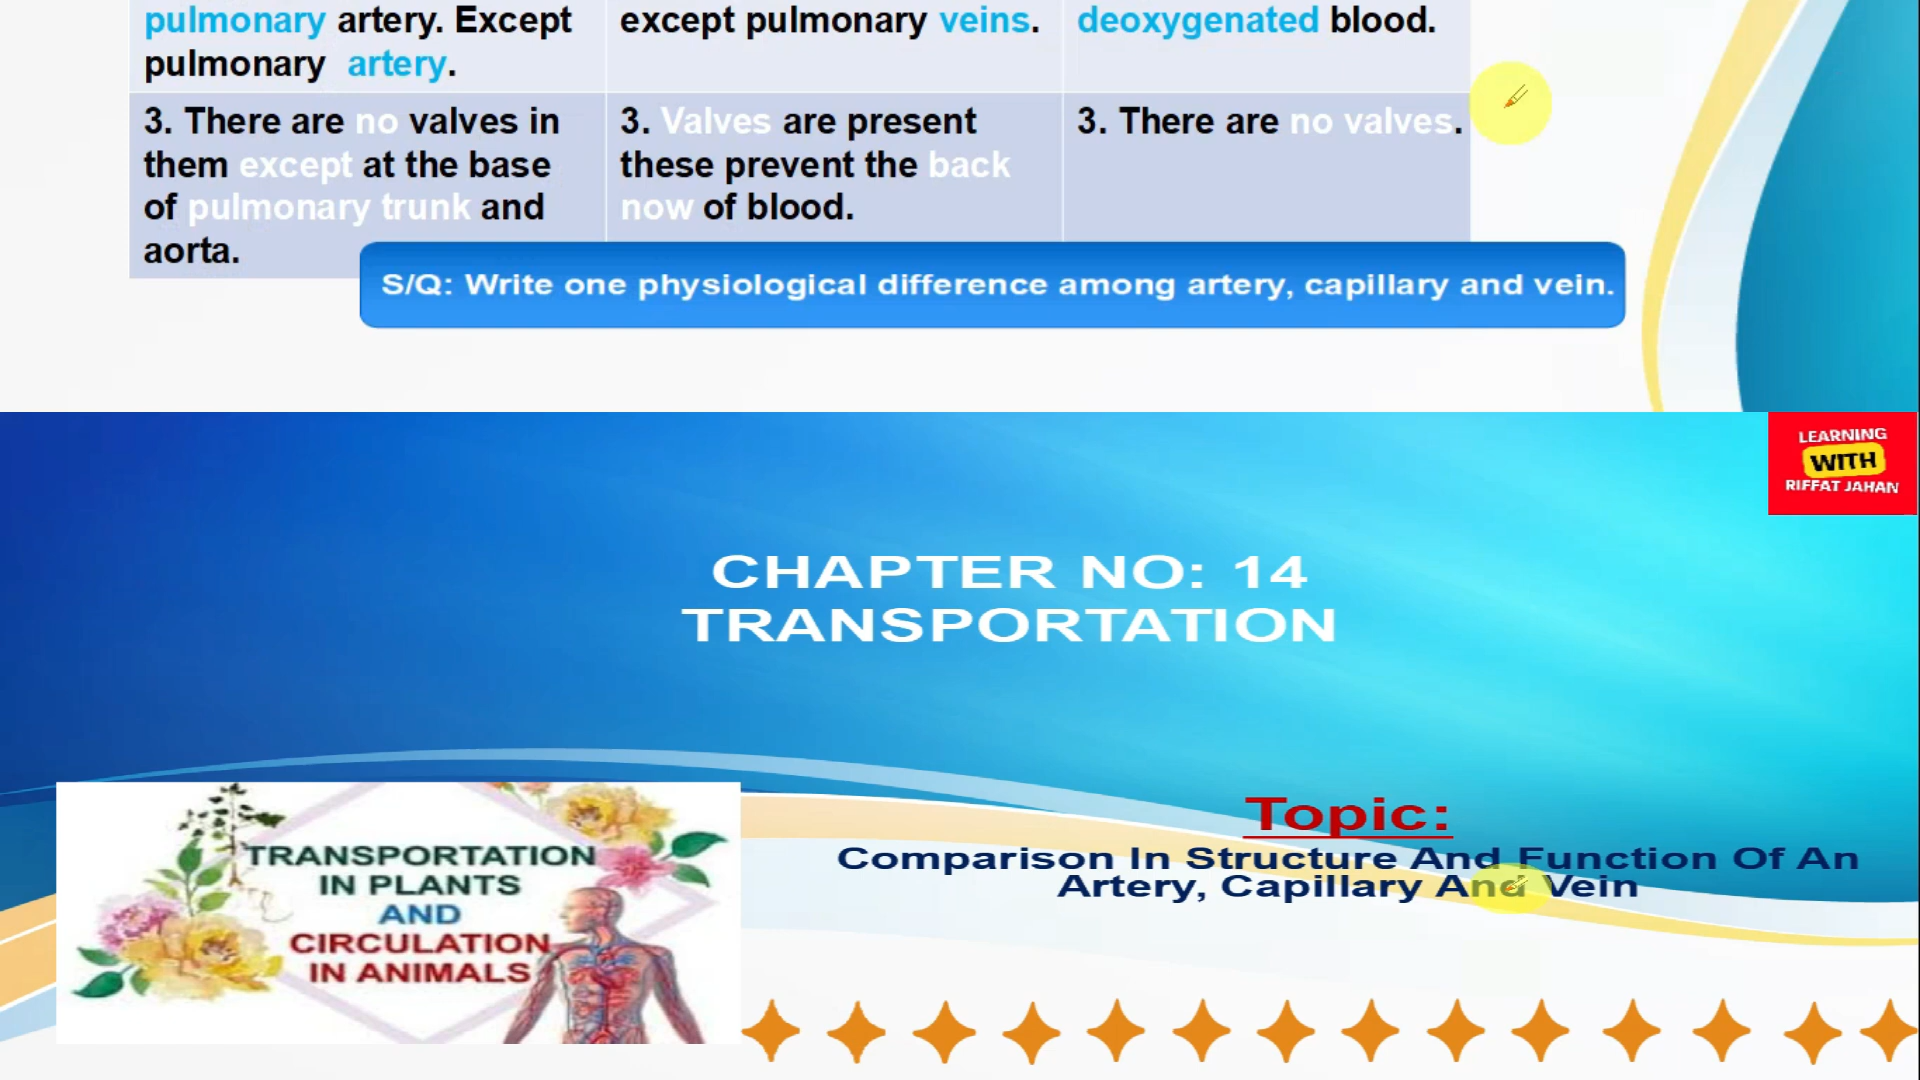 pulmonary artery. Except
pulmonary artery.
except pulmonary veins.
deoxygenated blood.
3. There are no valves in
them except at the base
of pulmonary trunk and
aorta.
3. Valves are present
these prevent the back
now of blood.
3. There are no valves.
S/Q: Write one physiological difference among artery, capillary and vein.
LEARNING
WITH
RIFFAT JAHAN
CHAPTER NO: 14
TRANSPORTATION
Topic:
Comparison In Structure And Function Of An
Artery, Capillary And Vein
TRANSPORTATION
IN PLANTS
AND
CIRCULATION
IN ANIMALS